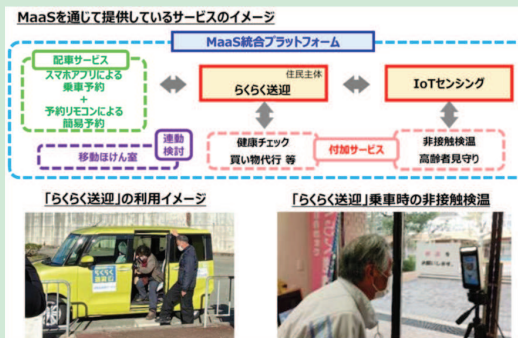 MaaSを通じて提供しているサービスのイメージ
MaaS統合プラットフォーム
配車サービス
スマホアプリによる
乗車予約
+
予約リモコンによる
簡易予約
住民主体
らくらく送迎
IoTセンシング
連動
検討
移動ほけん室
健康チェック
買い物代行 等
付加サービス
非接触検温
高齢者見守り
「らくらく送迎」の利用イメージ
「らくらく送迎」乗車時の非接触検温
らくらく